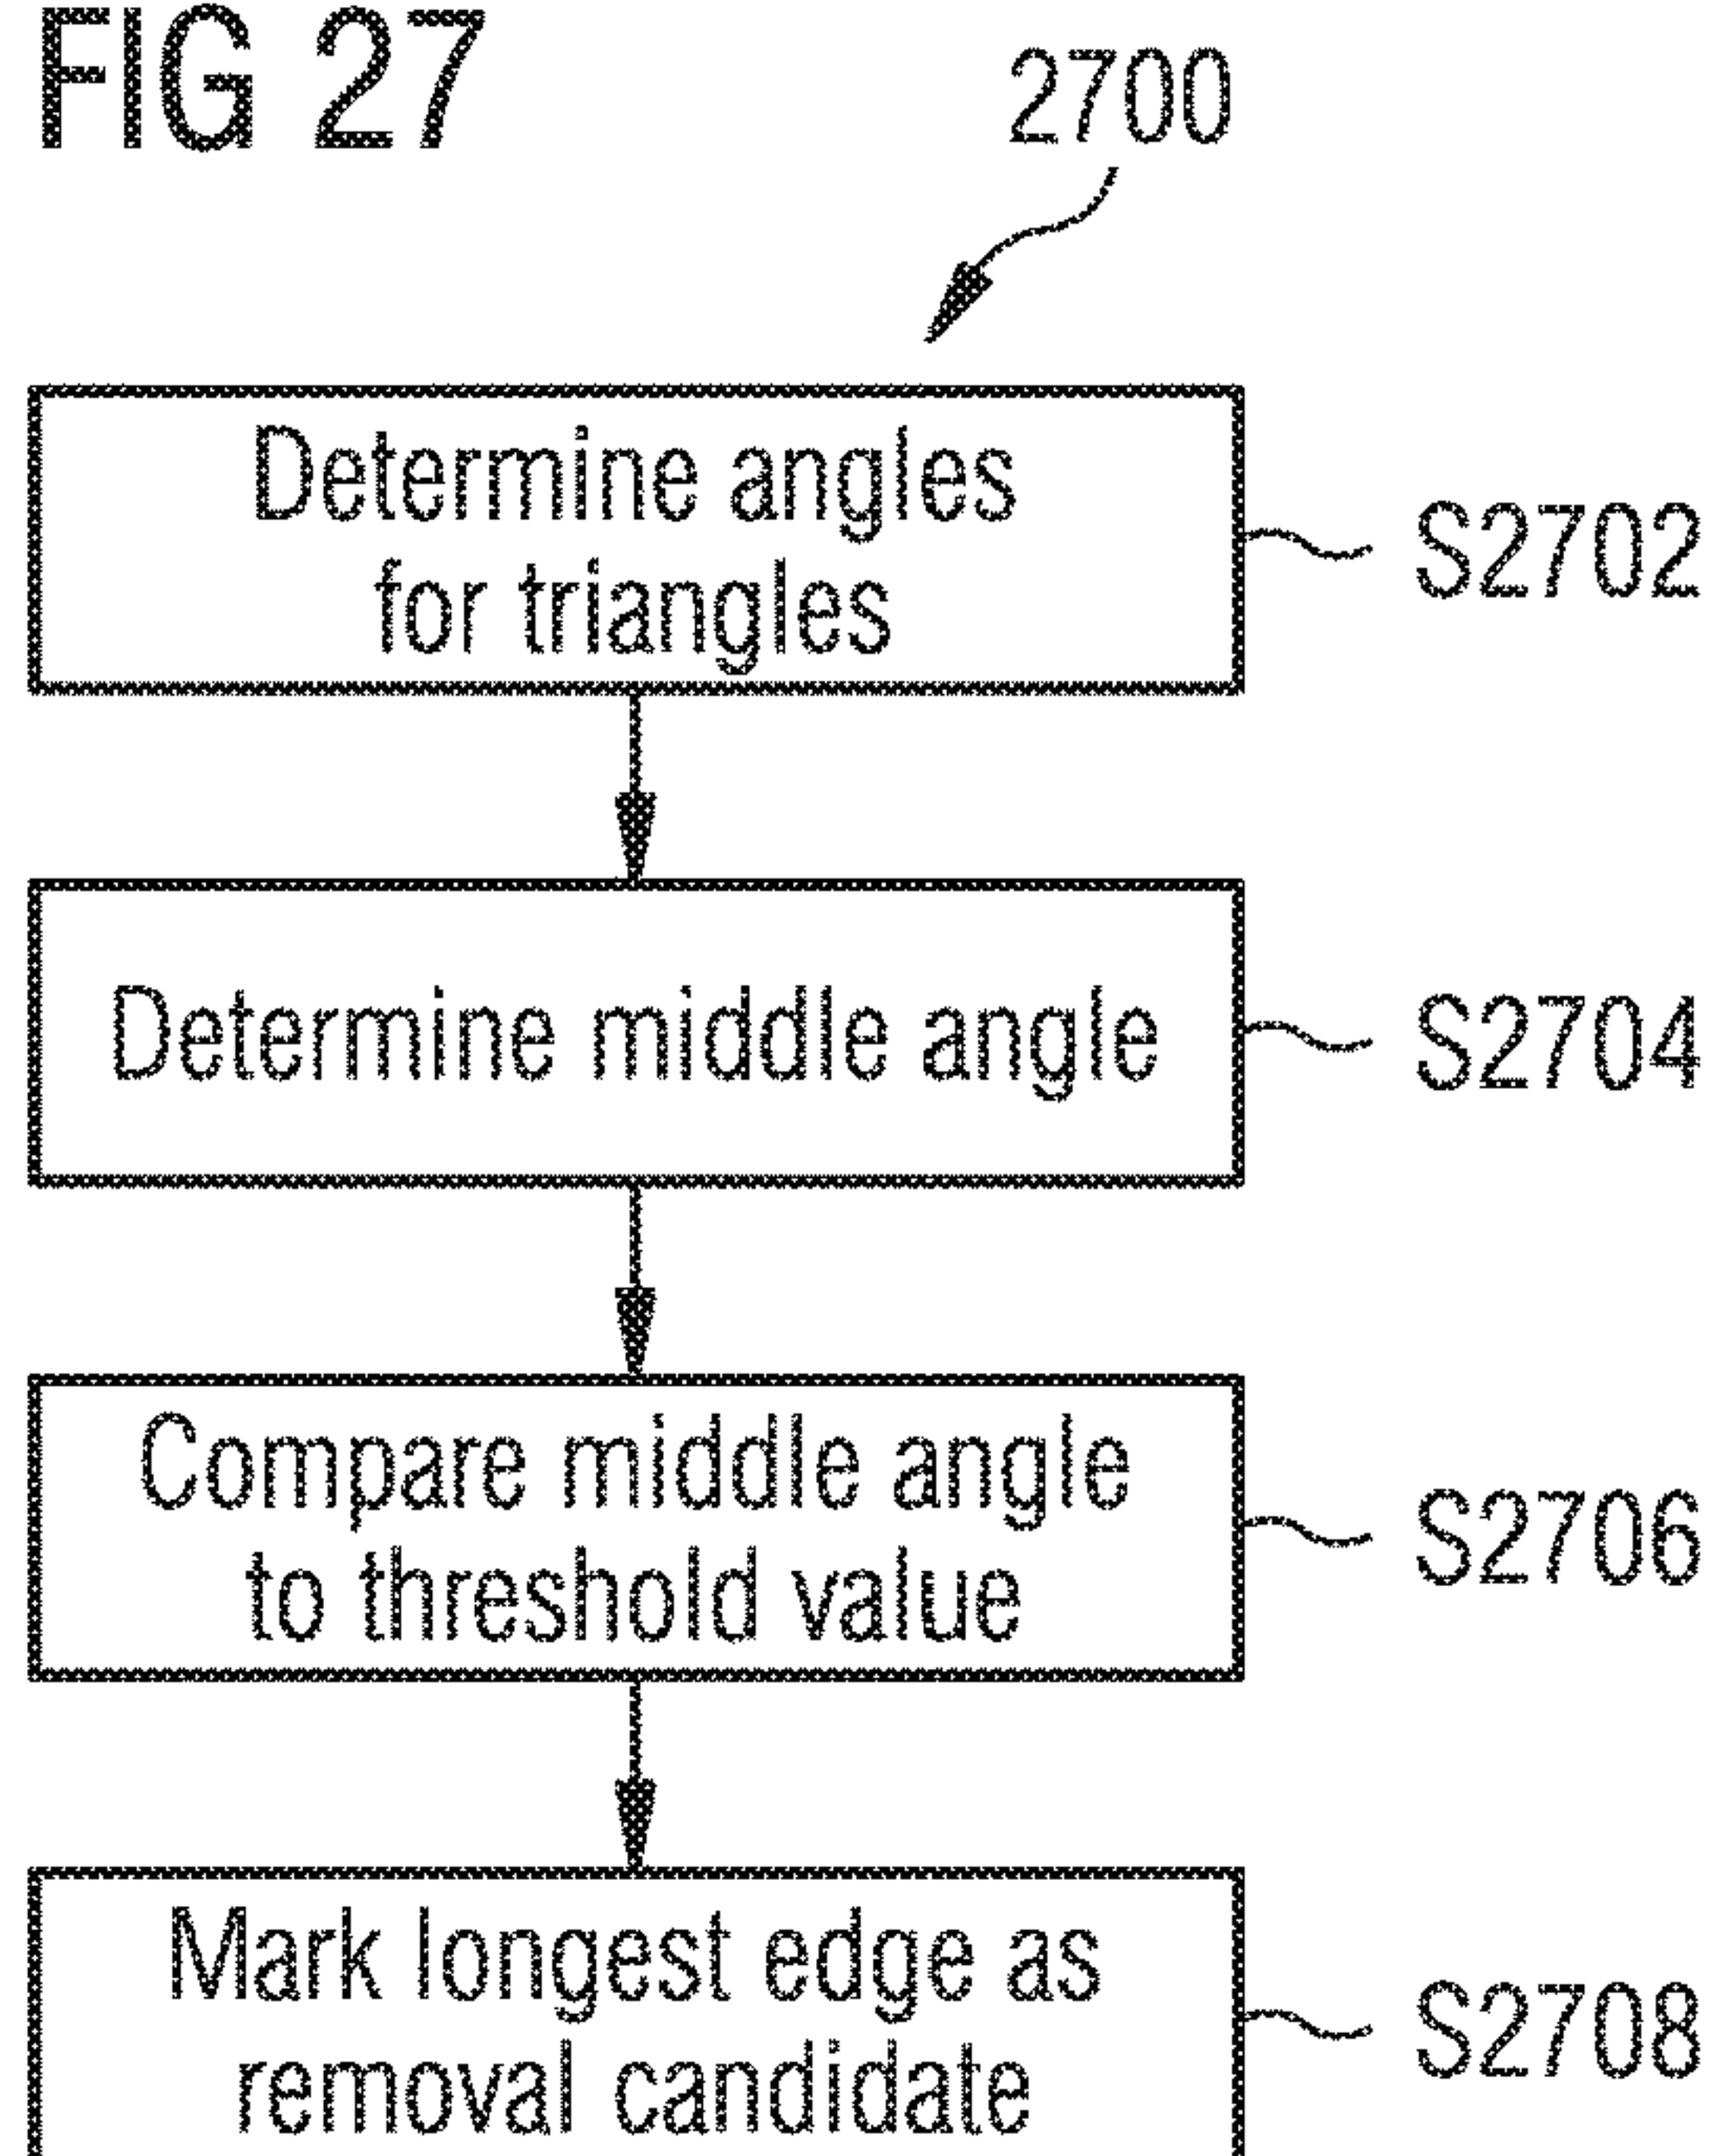 FIG 27
2700
Determine angles
for triangles
S2702
Determine middle angle
S2704
Compare middle angle
to threshold value
S2706
Mark longest edge as
removal candidate
S2708